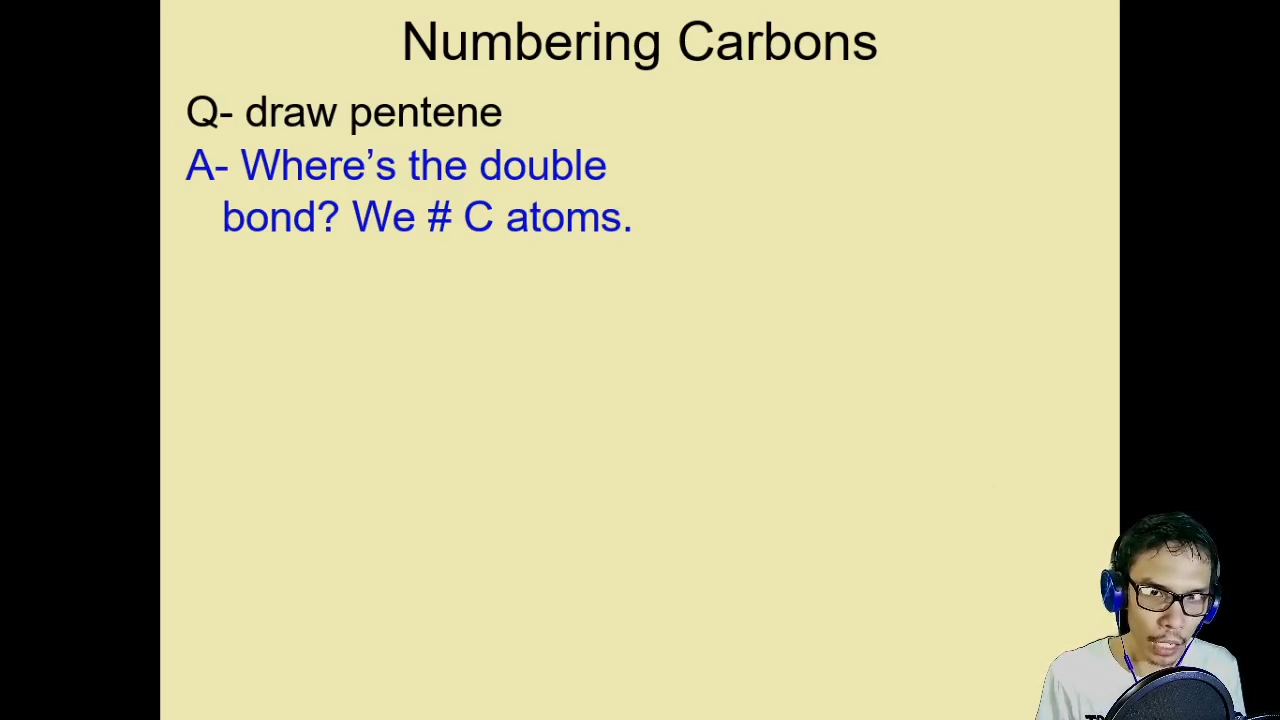 Numbering Carbons
Q- draw pentene
A- Where’s the double
bond? We # C atoms.